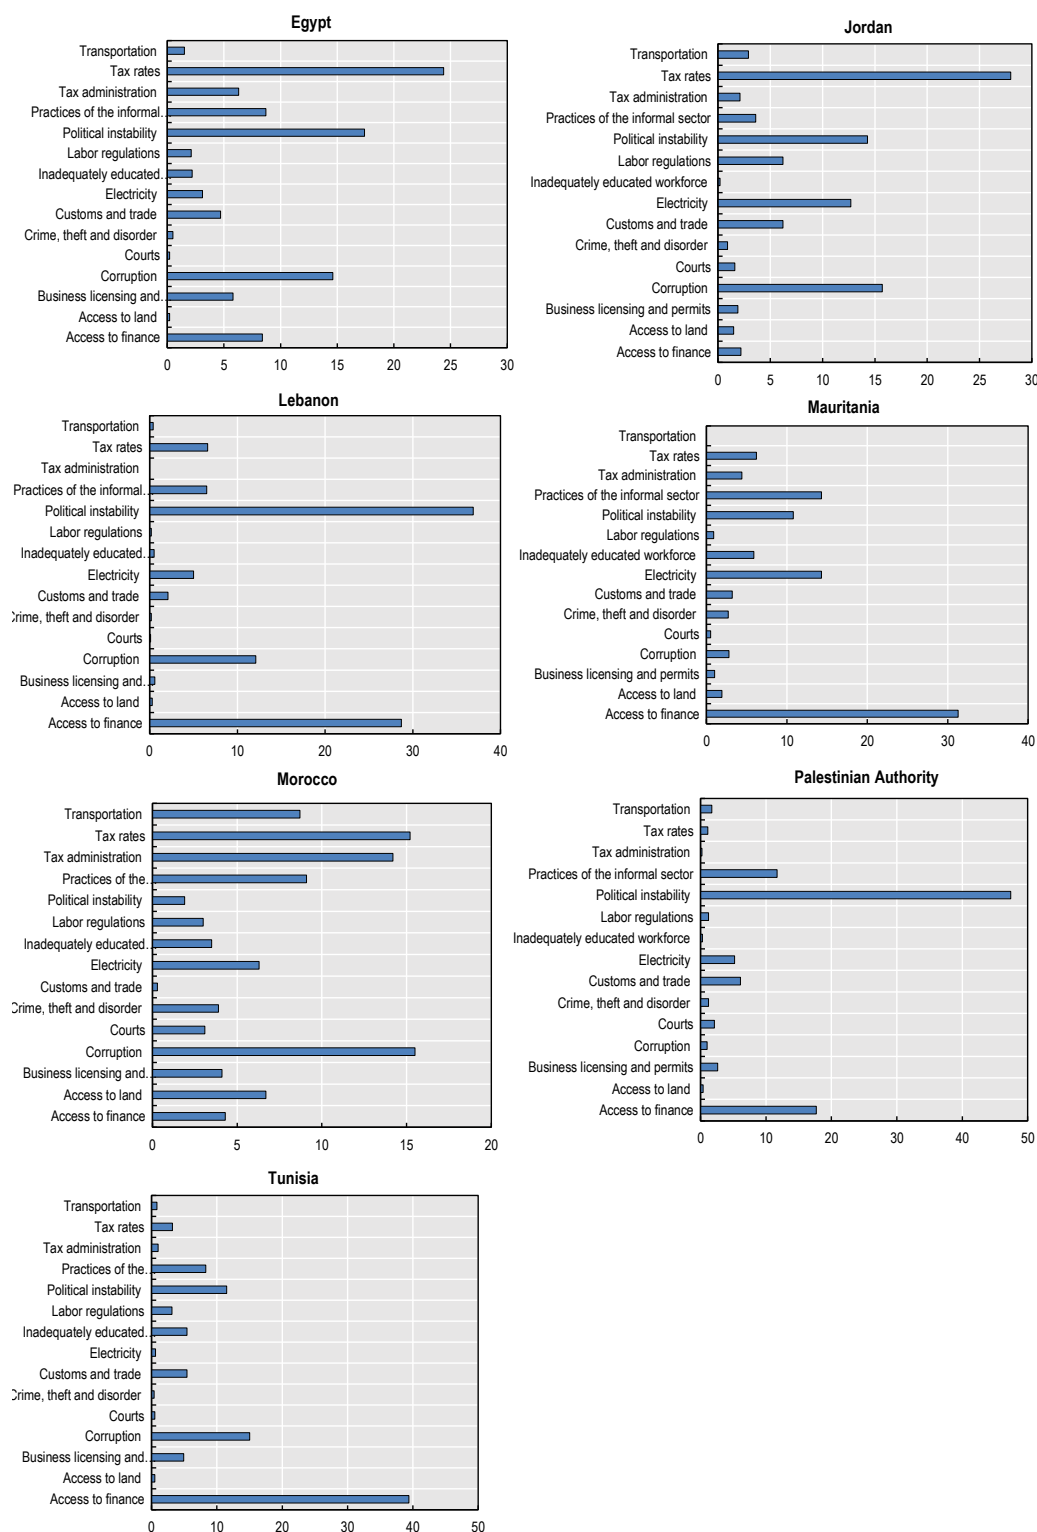 Egypt
Transportation
Tax rates
Tax administration
Practices of the informal…
Political instability
Labor regulations
Inadequately educated…
Electricity
Customs and trade
Crime, theft and disorder
Courts
Corruption
Business licensing and…
Access to land
Access to finance
0 5 10 15 20 25 30
Jordan
Transportation
Tax rates
Tax administration
Practices of the informal sector
Political instability
Labor regulations
Inadequately educated workforce
Electricity
Customs and trade
Crime, theft and disorder
Courts
Corruption
Business licensing and permits
Access to land
Access to finance
0 5 10 15 20 25 30
Lebanon
Transportation
Tax rates
Tax administration
Practices of the informal…
Political instability
Labor regulations
Inadequately educated…
Electricity
Customs and trade
Crime, theft and disorder
Courts
Corruption
Business licensing and…
Access to land
Access to finance
0 10 20 30 40
Mauritania
Transportation
Tax rates
Tax administration
Practices of the informal sector
Political instability
Labor regulations
Inadequately educated workforce
Electricity
Customs and trade
Crime, theft and disorder
Courts
Corruption
Business licensing and permits
Access to land
Access to finance
0 10 20 30 40
Morocco
Transportation
Tax rates
Tax administration
Practices of the…
Political instability
Labor regulations
Inadequately educated…
Electricity
Customs and trade
Crime, theft and disorder
Courts
Corruption
Business licensing and…
Access to land
Access to finance
0 5 10 15 20
Palestinian Authority
Transportation
Tax rates
Tax administration
Practices of the informal sector
Political instability
Labor regulations
Inadequately educated workforce
Electricity
Customs and trade
Crime, theft and disorder
Courts
Corruption
Business licensing and permits
Access to land
Access to finance
0 10 20 30 40 50
Tunisia
Transportation
Tax rates
Tax administration
Practices of the…
Political instability
Labor regulations
Inadequately educated…
Electricity
Customs and trade
Crime, theft and disorder
Courts
Corruption
Business licensing and…
Access to land
Access to finance
0 10 20 30 40 50